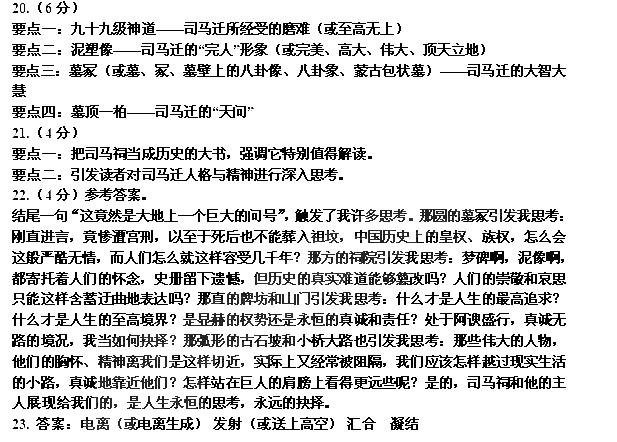 20.（6分）
要点一：九十九级神道——司马迁所经受的磨难（或至高无上）
要点二：泥塑像——司马迁的“完人”形象（或完美、高大、伟大、顶天立地）
要点三：墓冢（或墓、冢、墓壁上的八卦像、八卦象、蒙古包状墓）——司马迁的大智大
慧
要点四：墓顶一柏——司马迁的“天问”
21.（4分）
要点一：把司马祠当成历史的大书，强调它特别值得解读。
要点二：引发读者对司马迁人格与精神进行深入思考。
22.（4分）参考答案。
结尾一句“这竟然是大地上一个巨大的问号”，触发了我许多思考。那圆的墓冢引发我思考：
刚直进言，竟惨遭宫刑，以至于死后也不能葬入祖坟，中国历史上的皇权、族权，怎么会
这般严酷无情，而人们怎么就这样容受几千年？那方的祠院引发我思考：梦碑啊，泥像啊，
都寄托着人们的怀念，史册留下遗憾，但历史的真实难道能够篡改吗？人们的崇敬和哀思
只能这样含蓄迂曲地表达吗？那直的牌坊和山门引发我思考：什么才是人生的最高追求？
什么才是人生的至高境界？是显赫的权势还是永恒的真诚和责任？处于阿谀盛行，真诚无
路的境况，我当如何抉择？那弧形的古石坡和小桥大路也引发我思考：那些伟大的人物，
他们的胸怀、精神离我们是这样切近，实际上又经常被阻隔，我们应该怎样越过现实生活
的小路，真诚地靠近他们？怎样站在巨人的肩膀上看得更远些呢？是的，司马祠和他的主
人展现给我们的，是人生永恒的思考，永远的抉择。
23. 答案：电离（或电离生成） 发射（或送上高空） 汇合 凝结